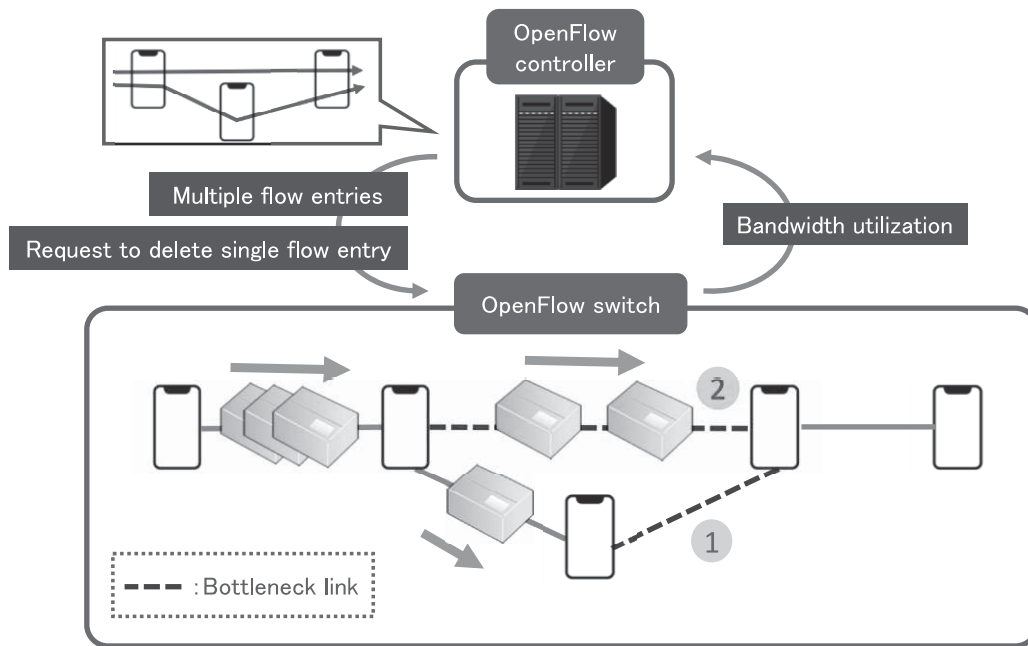 OpenFlow
controller
Multiple flow entries
Request to delete single flow entry
Bandwidth utilization
OpenFlow switch
2
1
: Bottleneck link